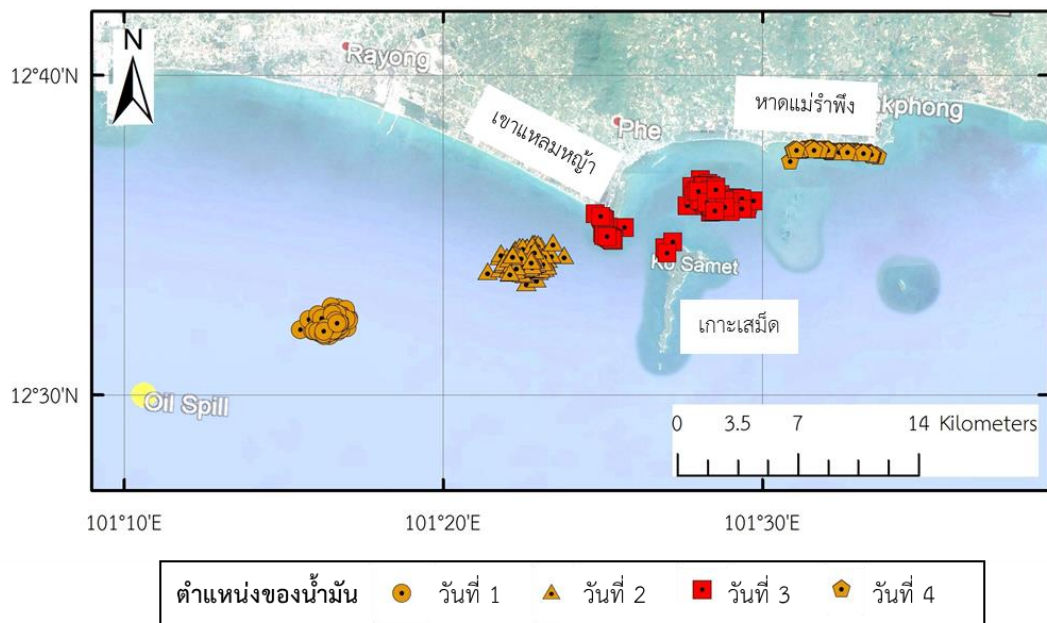 N
12°40'N
Rayong
เขาแหลมหญ้า
Phe
หาดแม่รำพึง
akphong
Ko Samet
เกาะเสม็ด
12°30'N
Oil Spill
0 3.5 7 14 Kilometers
101°10'E 101°20'E 101°30'E
ตำแหน่งของน้ำมัน วันที่ 1 วันที่ 2 วันที่ 3 วันที่ 4